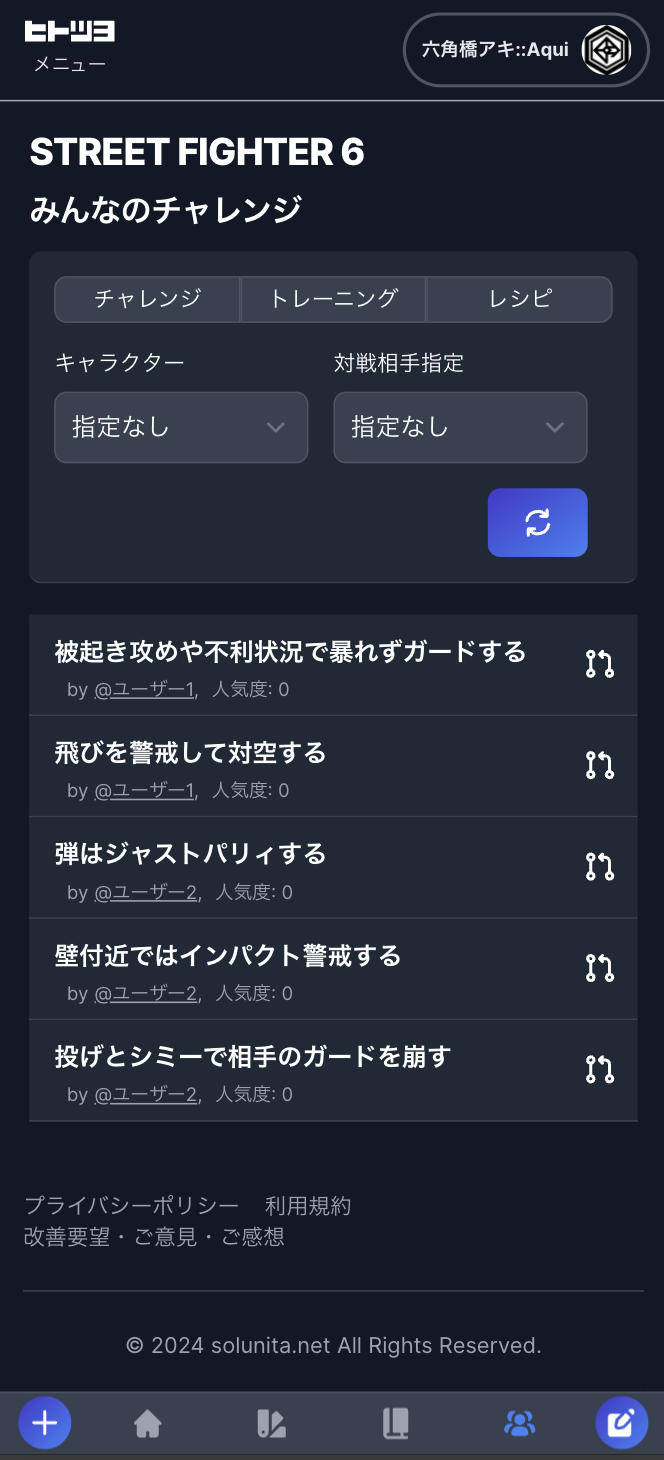 ヒトツヨ
メニュー
六角橋アキ::Aqui
STREET FIGHTER 6
みんなのチャレンジ
チャレンジ トレーニング レシピ
キャラクター 対戦相手指定
指定なし 指定なし
被起き攻めや不利状況で暴れずガードする
by @ユーザー1, 人気度: 0
飛びを警戒して対空する
by @ユーザー1, 人気度: 0
弾はジャストパリィする
by @ユーザー2, 人気度: 0
壁付近ではインパクト警戒する
by @ユーザー2, 人気度: 0
投げとシミーで相手のガードを崩す
by @ユーザー2, 人気度: 0
プライバシーポリシー 利用規約
改善要望・ご意見・ご感想
© 2024 solunita.net All Rights Reserved.